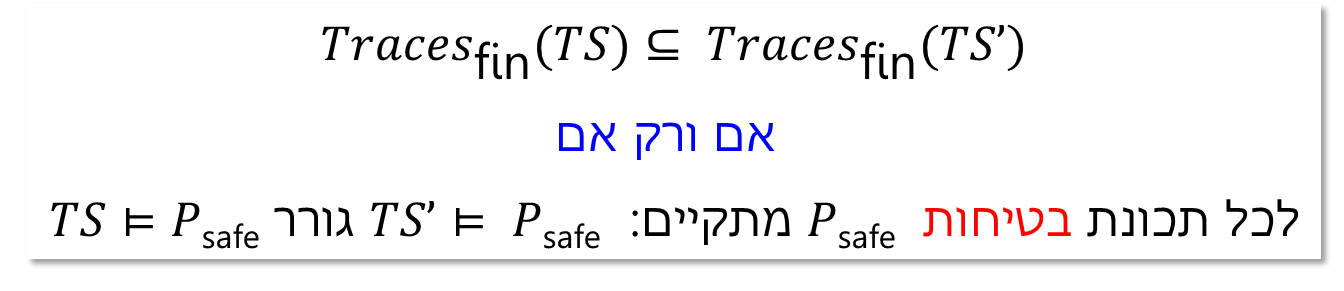 Traces_fin(TS) ⊆ Traces_fin(TS’)
אם ורק אם
לכל תכונת בטיחות P_safe מתקיים: TS’ ⊨ P_safe גורר TS ⊨ P_safe